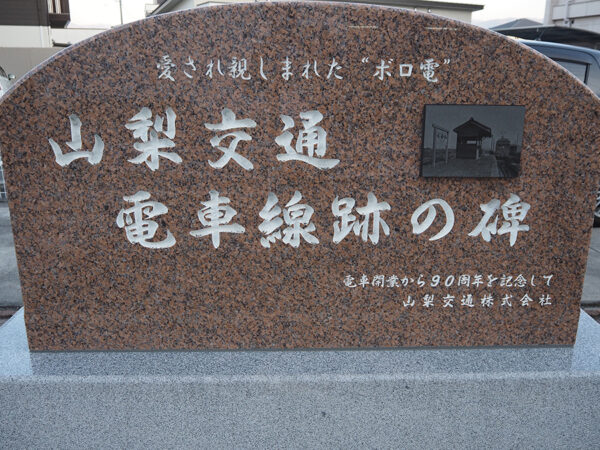 愛され親しまれた“ボロ電”
山梨交通
電車線跡の碑
電車開業から90周年を記念して
山梨交通株式会社